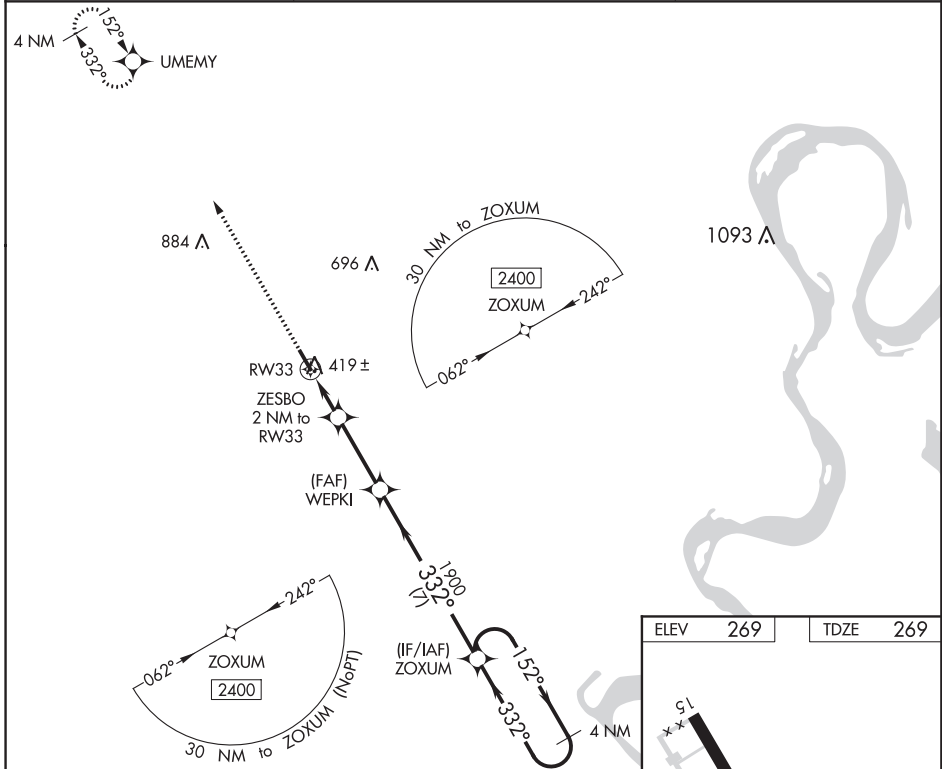 4 NM
152°
332°
UMEMY
884
696
1093
30 NM to ZOXUM
2400
ZOXUM
242°
062°
RW33
419±
ZESBO
2 NM to
RW33
(FAF)
WEPKI
1900
332°
(7)
(IF/IAF)
ZOXUM
152°
332°
4 NM
242°
062°
ZOXUM
2400
30 NM to ZOXUM (NoPT)
ELEV 269
TDZE 269
15